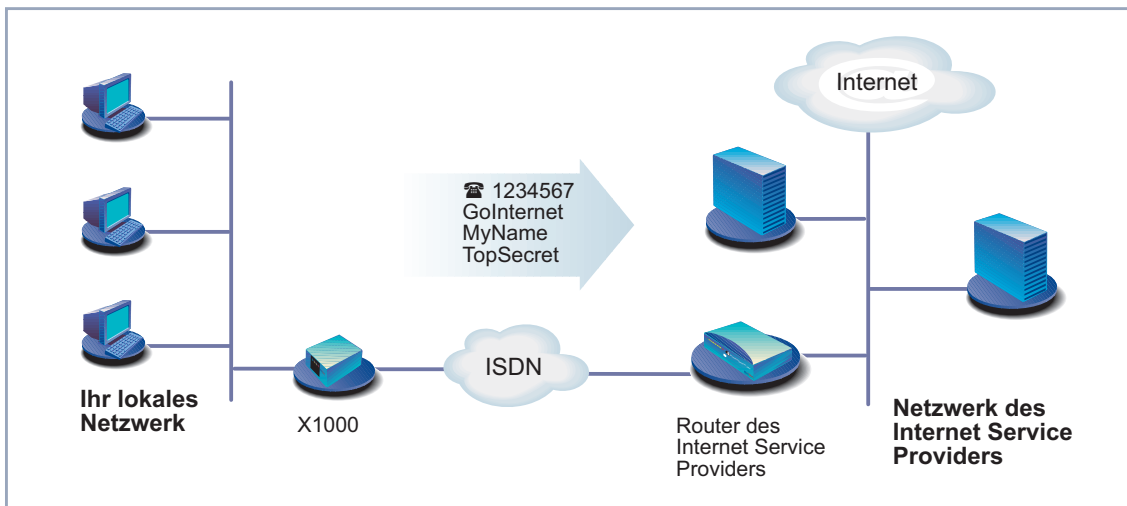 Internet
☎ 1234567
GoInternet
MyName
TopSecret
ISDN
Ihr lokales
Netzwerk
X1000
Router des
Internet Service
Providers
Netzwerk des
Internet Service
Providers